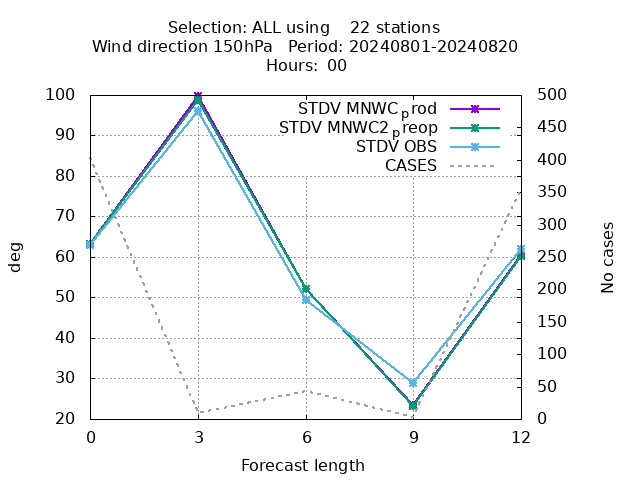 Selection: ALL using 22 stations
Wind direction 150hPa Period: 20240801-20240820
Hours: 00
100 500
STDV MNWC_prod
STDV MNWC2_preop
STDV OBS
CASES
90 450
80 400
70 350
60 300
50 250
40 200
30 150
20 100
50
0
deg
No cases
0 3 6 9 12
Forecast length